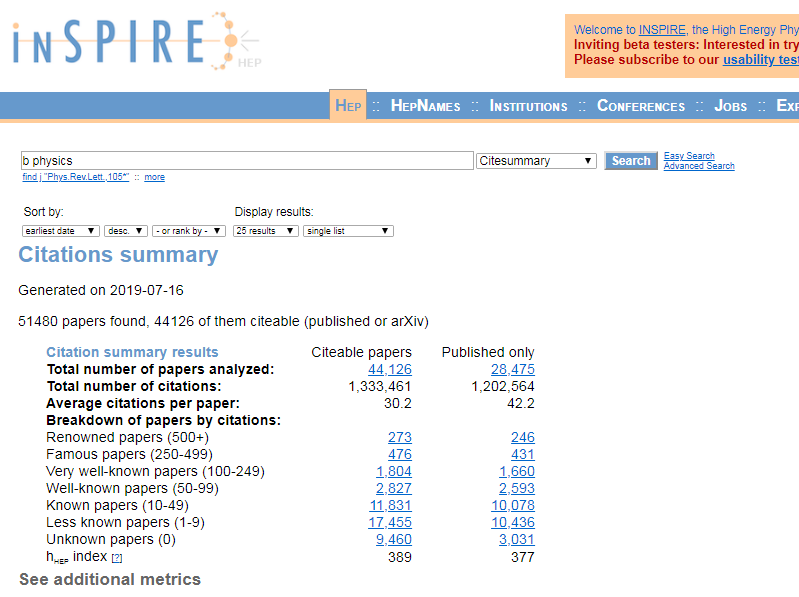 inSPIRE HEP
Welcome to INSPIRE, the High Energy Phy
Inviting beta testers: Interested in try
Please subscribe to our usability test
HEP :: HEPNAMES :: INSTITUTIONS :: CONFERENCES :: JOBS :: EXP
b physics Citesummary Search Easy Search
Advanced Search
find j "Phys.Rev.Lett.,105*" :: more
Sort by: Display results:
earliest date desc. - or rank by - 25 results single list
Citations summary
Generated on 2019-07-16
51480 papers found, 44126 of them citeable (published or arXiv)
Citation summary results Citeable papers Published only
Total number of papers analyzed: 44,126 28,475
Total number of citations: 1,333,461 1,202,564
Average citations per paper: 30.2 42.2
Breakdown of papers by citations:
Renowned papers (500+) 273 246
Famous papers (250-499) 476 431
Very well-known papers (100-249) 1,804 1,660
Well-known papers (50-99) 2,827 2,593
Known papers (10-49) 11,831 10,078
Less known papers (1-9) 17,455 10,436
Unknown papers (0) 9,460 3,031
hHEP index [?] 389 377
See additional metrics